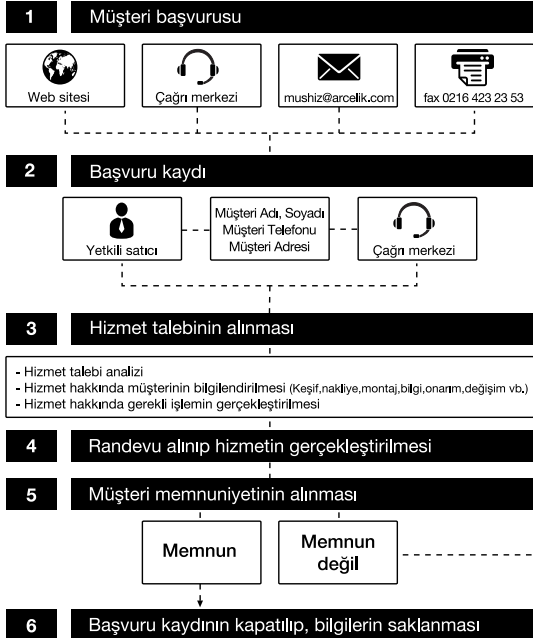 1 Müşteri başvurusu
Web sitesi
Çağrı merkezi
mushiz@arcelik.com
fax 0216 423 23 53
2 Başvuru kaydı
Yetkili satıcı
Müşteri Adı, Soyadı
Müşteri Telefonu
Müşteri Adresi
Çağrı merkezi
3 Hizmet talebinin alınması
- Hizmet talebi analizi
- Hizmet hakkında müşterinin bilgilendirilmesi (Keşif,nakliye,montaj,bilgi,onarım,değişim vb.)
- Hizmet hakkında gerekli işlemin gerçekleştirilmesi
4 Randevu alınıp hizmetin gerçekleştirilmesi
5 Müşteri memnuniyetinin alınması
Memnun
Memnun
değil
6 Başvuru kaydının kapatılıp, bilgilerin saklanması